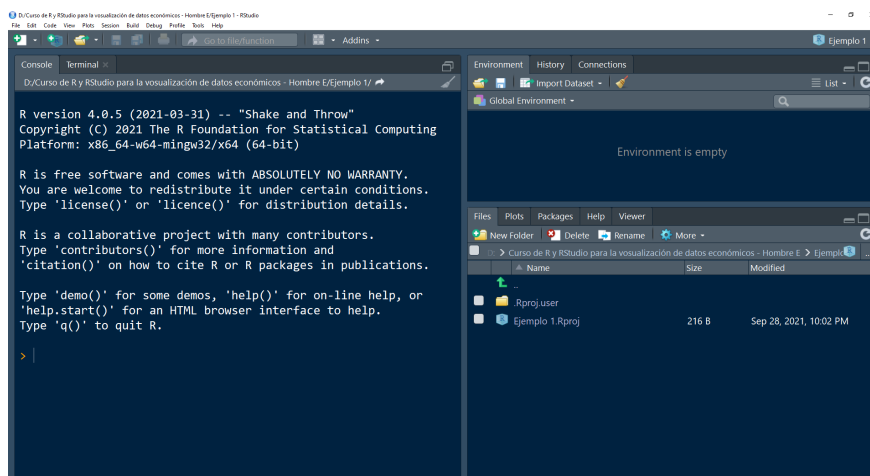 D:/Curso de R y RStudio para la vosualización de datos económicos - Hombre E/Ejemplo 1 - RStudio
File Edit Code View Plots Session Build Debug Profile Tools Help
Go to file/function Addins Ejemplo 1
Console Terminal
D:/Curso de R y RStudio para la vosualización de datos económicos - Hombre E/Ejemplo 1/
R version 4.0.5 (2021-03-31) -- "Shake and Throw"
Copyright (C) 2021 The R Foundation for Statistical Computing
Platform: x86_64-w64-mingw32/x64 (64-bit)
R is free software and comes with ABSOLUTELY NO WARRANTY.
You are welcome to redistribute it under certain conditions.
Type 'license()' or 'licence()' for distribution details.
R is a collaborative project with many contributors.
Type 'contributors()' for more information and
'citation()' on how to cite R or R packages in publications.
Type 'demo()' for some demos, 'help()' for on-line help, or
'help.start()' for an HTML browser interface to help.
Type 'q()' to quit R.
>
Environment History Connections
Import Dataset List
Global Environment
Environment is empty
Files Plots Packages Help Viewer
New Folder Delete Rename More
Curso de R y RStudio para la vosualización de datos económicos - Hombre E > Ejemplo ...
Name Size Modified
..
.Rproj.user
Ejemplo 1.Rproj 216 B Sep 28, 2021, 10:02 PM